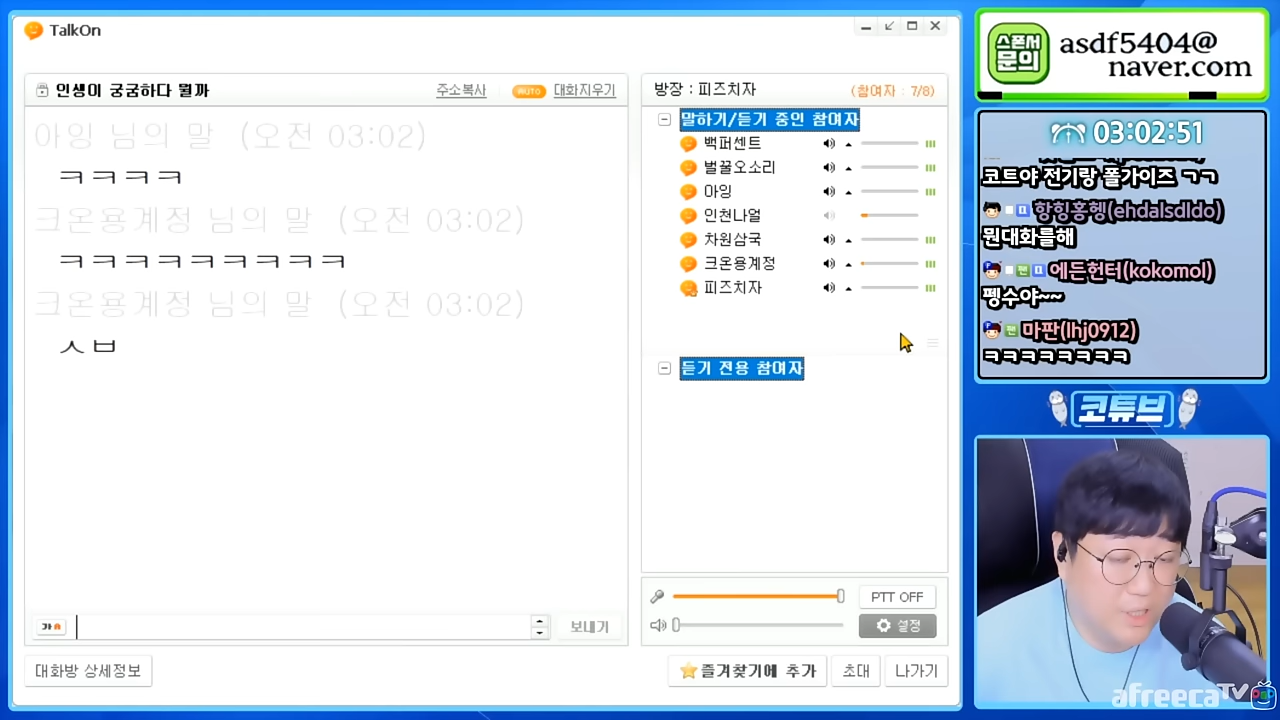 TalkOn
인생이 궁금하다 뭘까
주소복사
AUTO
대화지우기
아잉 님의 말 (오전 03:02)
ㅋㅋㅋㅋ
크온용계정 님의 말 (오전 03:02)
ㅋㅋㅋㅋㅋㅋㅋㅋㅋ
크온용계정 님의 말 (오전 03:02)
ㅅㅂ
가
보내기
대화방 상세정보
방장 : 피즈치자
(참여자 : 7/8)
말하기/듣기 중인 참여자
백퍼센트
벌꿀오소리
아잉
인천나얼
차원삼국
크온용계정
피즈치자
듣기 전용 참여자
PTT OFF
설정
즐겨찾기에 추가
초대
나가기
스폰서
문의
asdf5404@
naver.com
03:02:51
코트야 전기랑 폴가이즈 ㄱㄱ
항힝홍헹(ehdalsdldo)
뭔대화를해
팬 에든헌터(kokomol)
펭수야~~
팬 마판(lhj0912)
ㅋㅋㅋㅋㅋㅋㅋㅋ
코튜브
afreecaTV